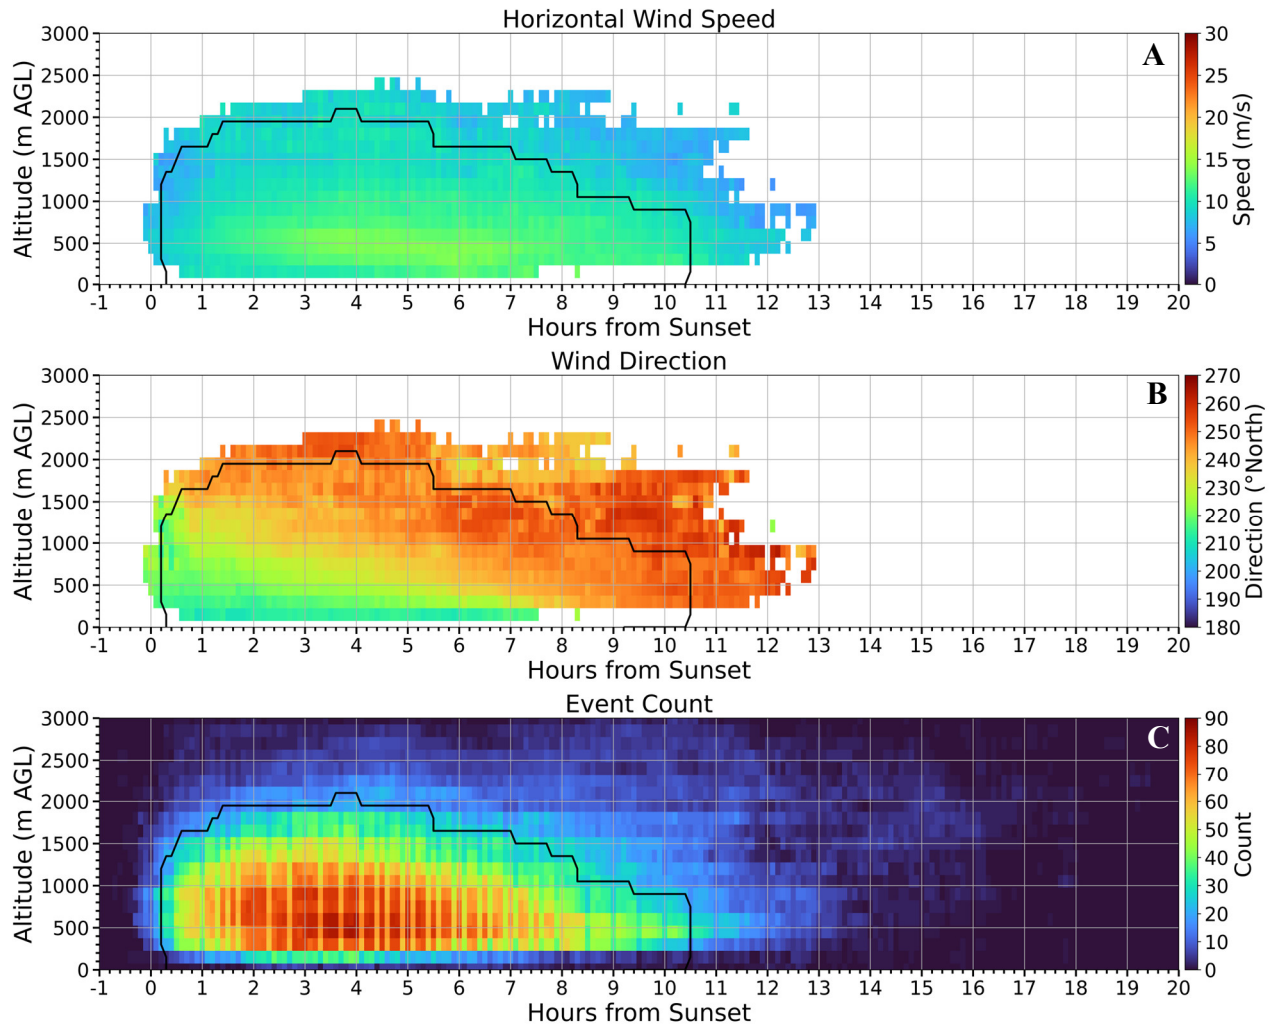 Horizontal Wind Speed
A
3000
2500
2000
1500
1000
500
0
Altitude (m AGL)
-1 0 1 2 3 4 5 6 7 8 9 10 11 12 13 14 15 16 17 18 19 20
Hours from Sunset
30
25
20
15
10
5
0
Speed (m/s)
Wind Direction
B
3000
2500
2000
1500
1000
500
0
Altitude (m AGL)
-1 0 1 2 3 4 5 6 7 8 9 10 11 12 13 14 15 16 17 18 19 20
Hours from Sunset
270
260
250
240
230
220
210
200
190
180
Direction (°North)
Event Count
C
3000
2500
2000
1500
1000
500
0
Altitude (m AGL)
-1 0 1 2 3 4 5 6 7 8 9 10 11 12 13 14 15 16 17 18 19 20
Hours from Sunset
90
80
70
60
50
40
30
20
10
0
Count